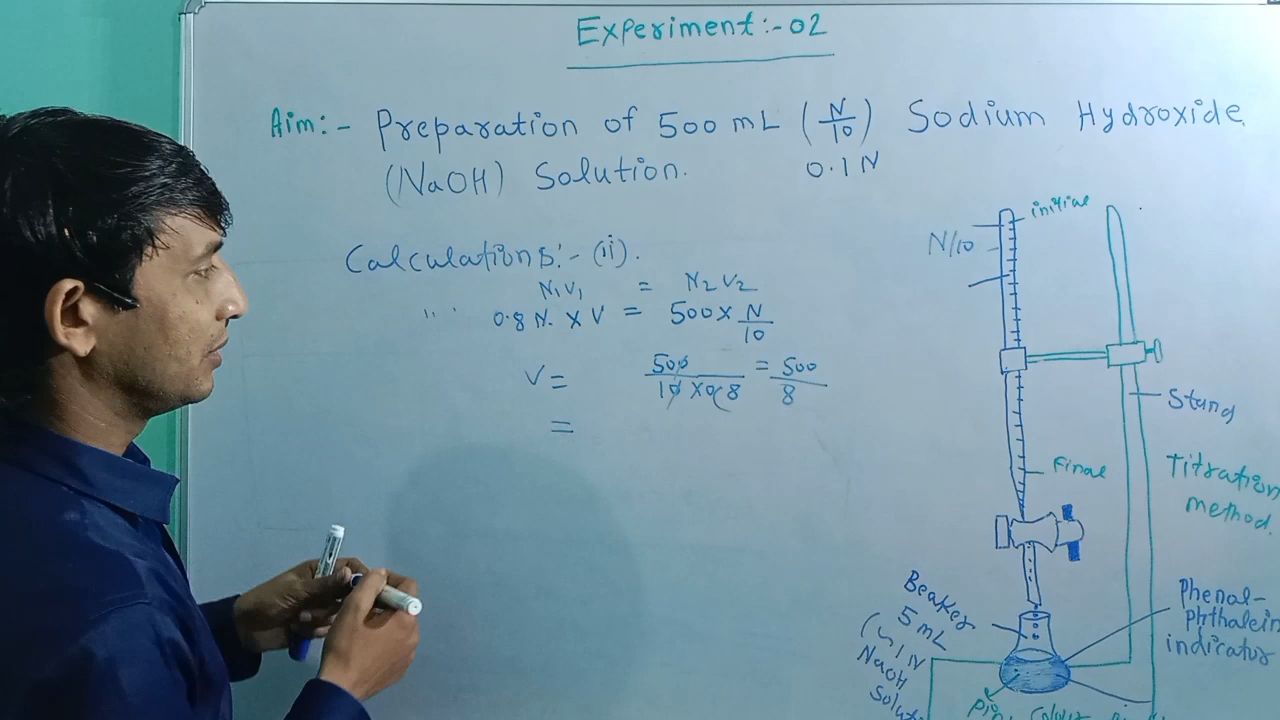 Experiment:-02
Aim:- Preparation of 500 mL (N/10) Sodium Hydroxide
(NaOH) Solution. 0.1 N
Calculations:- (ii).
N₁V₁ = N₂V₂
0.8 N. X V = 500 X N/10
V = 500/10 X 0.8 = 500/8
=
initial
N/10
Stand
Final
Titration
method.
Beaker
5 mL
1 N
NaOH
Phenal-
Phthalein
indicator